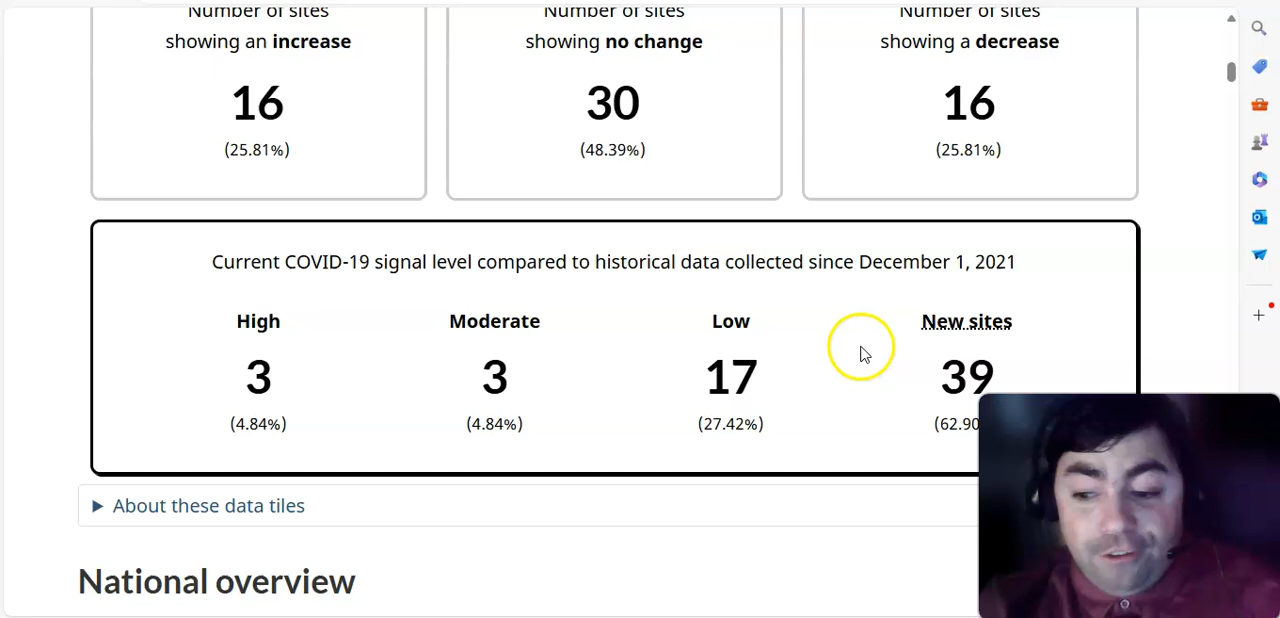 Number of sites
showing an increase
16
(25.81%)
Number of sites
showing no change
30
(48.39%)
Number of sites
showing a decrease
16
(25.81%)
Current COVID-19 signal level compared to historical data collected since December 1, 2021
High
3
(4.84%)
Moderate
3
(4.84%)
Low
17
(27.42%)
New sites
39
(62.90
About these data tiles
National overview